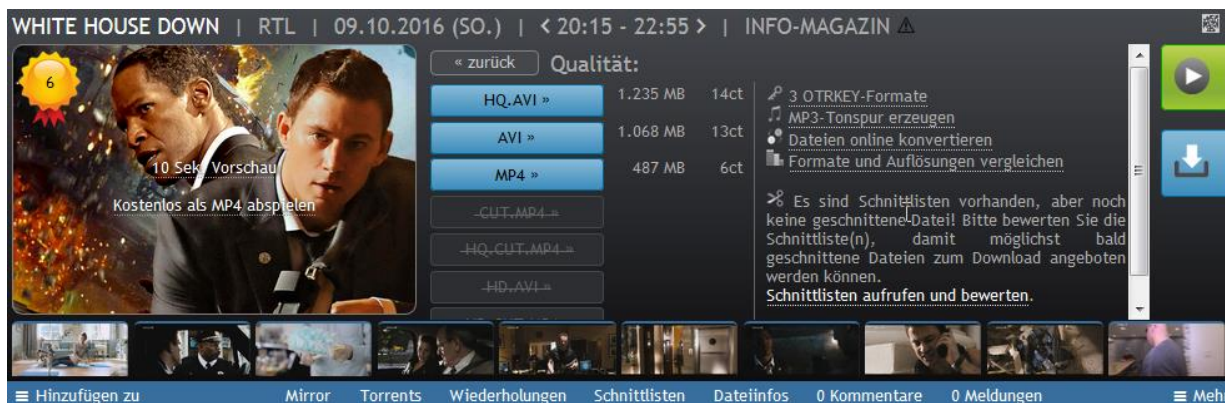 WHITE HOUSE DOWN | RTL | 09.10.2016 (SO.) | < 20:15 - 22:55 > | INFO-MAGAZIN
6
10 Sek. Vorschau
Kostenlos als MP4 abspielen
« zurück Qualität:
HQ.AVI » 1.235 MB 14ct
AVI » 1.068 MB 13ct
MP4 » 487 MB 6ct
CUT.MP4 »
HQ.CUT.MP4 »
HD.AVI »
3 OTRKEY-Formate
MP3-Tonspur erzeugen
Dateien online konvertieren
Formate und Auflösungen vergleichen
Es sind Schnittlisten vorhanden, aber noch
keine geschnittene Datei! Bitte bewerten Sie die
Schnittliste(n), damit möglichst bald
geschnittene Dateien zum Download angeboten
werden können.
Schnittlisten aufrufen und bewerten.
Hinzufügen zu Mirror Torrents Wiederholungen Schnittlisten Dateiinfos 0 Kommentare 0 Meldungen Meh